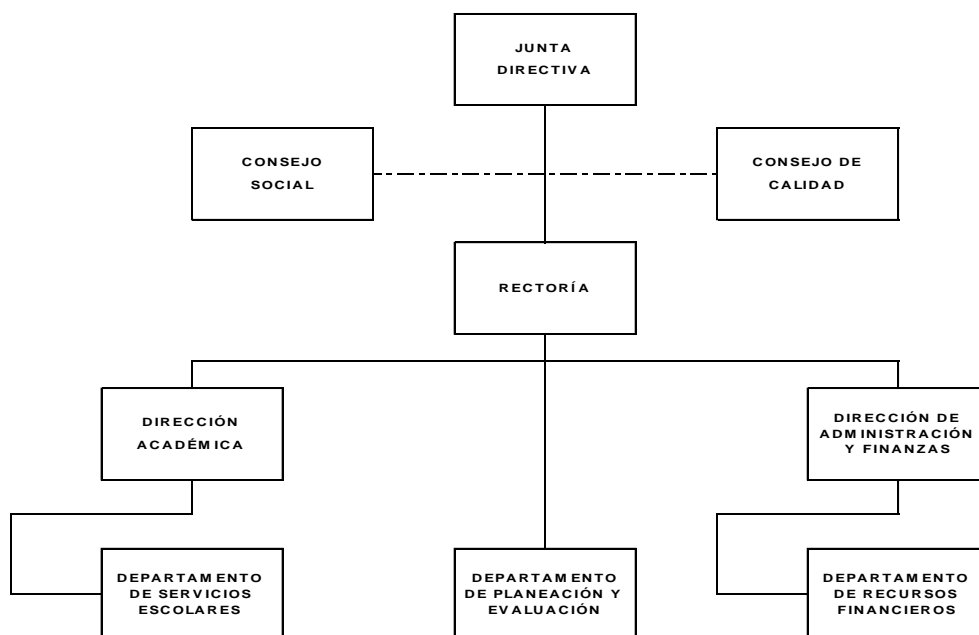 JUNTA
DIRECTIVA
CONSEJO
SOCIAL
CONSEJO DE
CALIDAD
RECTORÍA
DIRECCIÓN
ACADÉMICA
DIRECCIÓN DE
ADMINISTRACIÓN
Y FINANZAS
DEPARTAMENTO
DE SERVICIOS
ESCOLARES
DEPARTAMENTO
DE PLANEACIÓN Y
EVALUACIÓN
DEPARTAMENTO
DE RECURSOS
FINANCIEROS